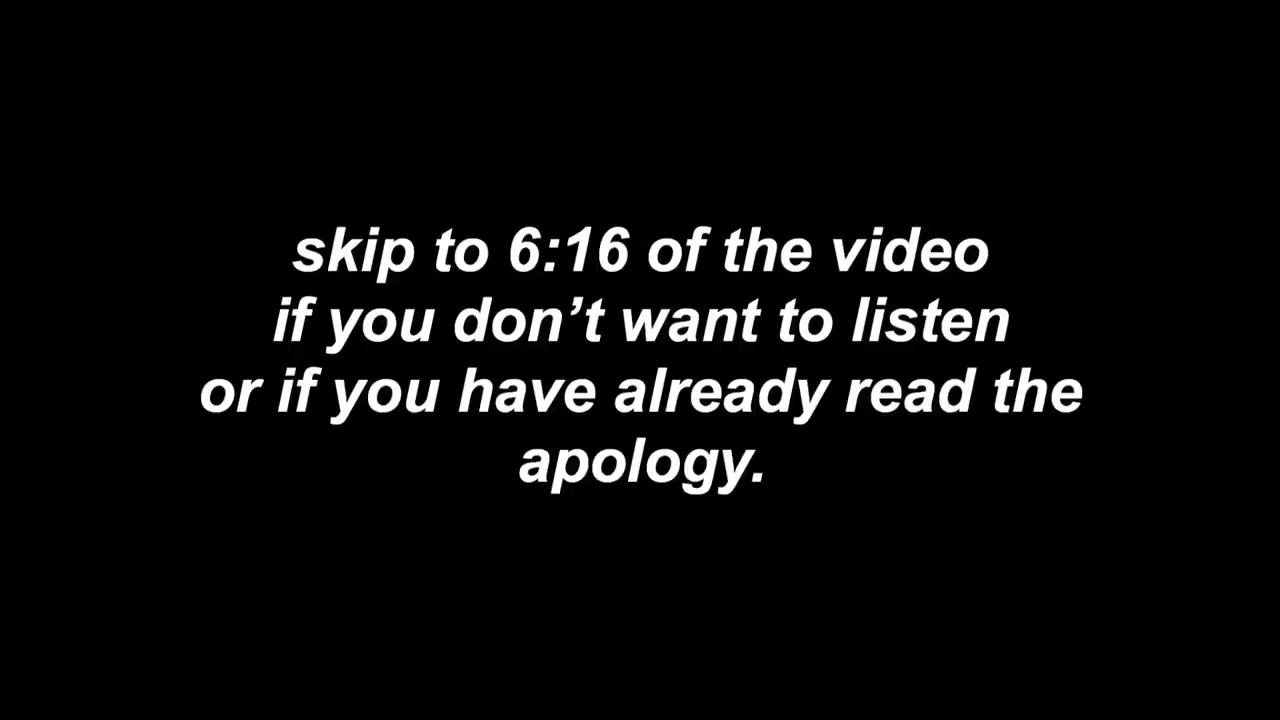 skip to 6:16 of the video
if you don’t want to listen
or if you have already read the
apology.